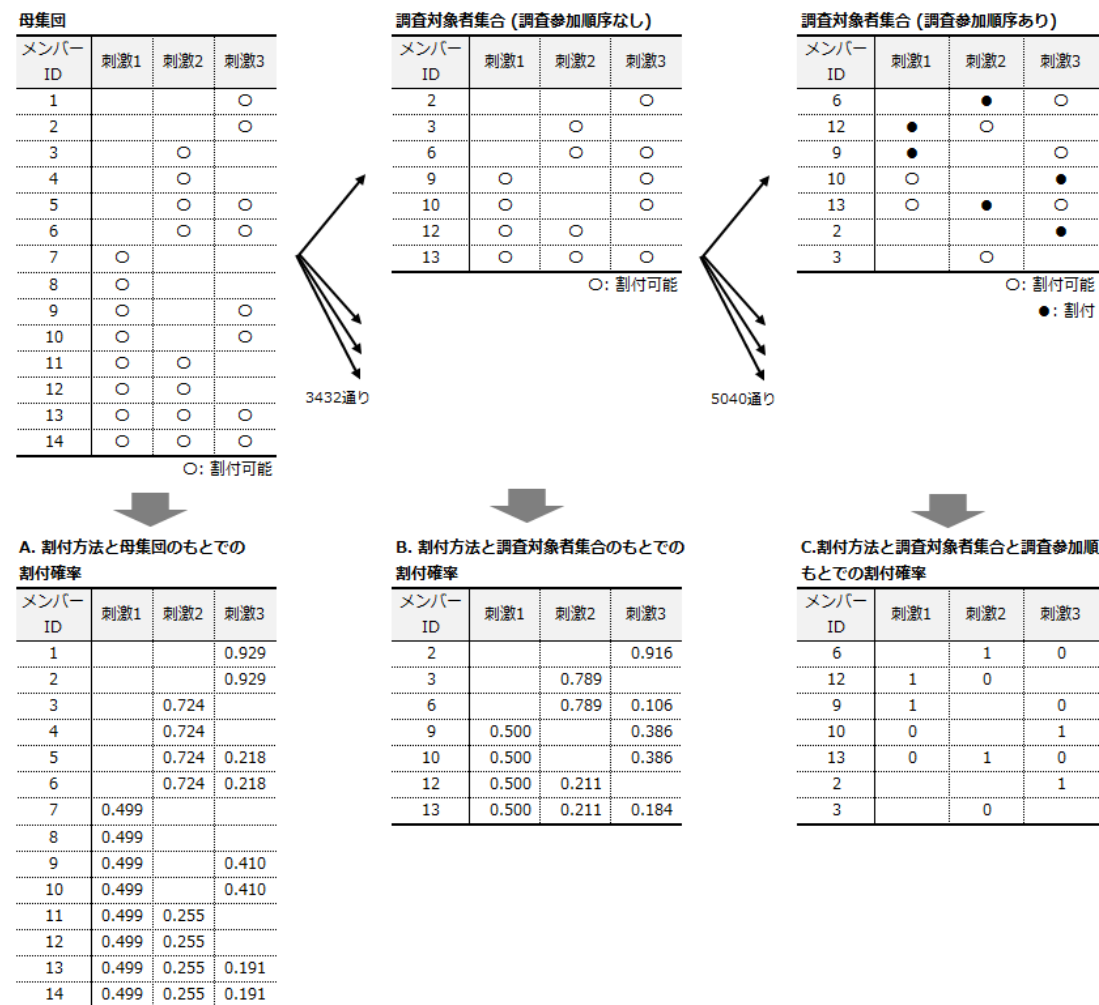 母集団
メンバーID 刺激1 刺激2 刺激3
1 〇
2 〇
3 〇
4 〇
5 〇 〇
6 〇 〇
7 〇
8 〇
9 〇 〇
10 〇 〇
11 〇 〇
12 〇 〇
13 〇 〇 〇
14 〇 〇 〇
〇: 割付可能
3432通り
調査対象者集合 (調査参加順序なし)
メンバーID 刺激1 刺激2 刺激3
2 〇
3 〇
6 〇 〇
9 〇 〇
10 〇 〇
12 〇 〇
13 〇 〇 〇
〇: 割付可能
5040通り
調査対象者集合 (調査参加順序あり)
メンバーID 刺激1 刺激2 刺激3
6 ● 〇
12 ● 〇
9 ● 〇
10 〇 ●
13 〇 ● 〇
2 ●
3 〇
〇: 割付可能
●: 割付
A. 割付方法と母集団のもとでの
割付確率
メンバーID 刺激1 刺激2 刺激3
1 0.929
2 0.929
3 0.724
4 0.724
5 0.724 0.218
6 0.724 0.218
7 0.499
8 0.499
9 0.499 0.410
10 0.499 0.410
11 0.499 0.255
12 0.499 0.255
13 0.499 0.255 0.191
14 0.499 0.255 0.191
B. 割付方法と調査対象者集合のもとでの
割付確率
メンバーID 刺激1 刺激2 刺激3
2 0.916
3 0.789
6 0.789 0.106
9 0.500 0.386
10 0.500 0.386
12 0.500 0.211
13 0.500 0.211 0.184
C.割付方法と調査対象者集合と調査参加順
もとでの割付確率
メンバーID 刺激1 刺激2 刺激3
6 1 0
12 1 0
9 1 0
10 0 1
13 0 1 0
2 1
3 0